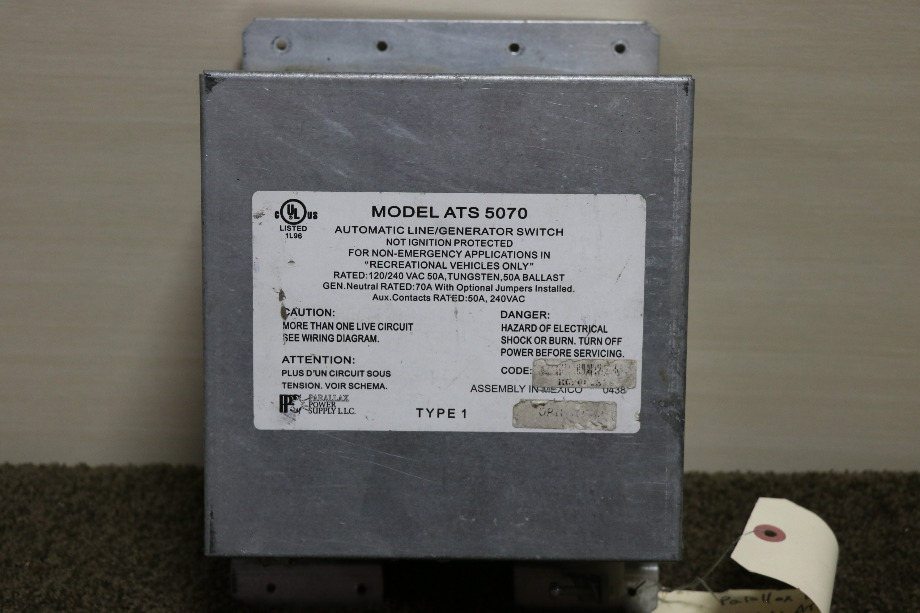 C UL US
LISTED
1L96
MODEL ATS 5070
AUTOMATIC LINE/GENERATOR SWITCH
NOT IGNITION PROTECTED
FOR NON-EMERGENCY APPLICATIONS IN
"RECREATIONAL VEHICLES ONLY"
RATED:120/240 VAC 50A,TUNGSTEN,50A BALLAST
GEN.Neutral RATED:70A With Optional Jumpers Installed.
Aux.Contacts RATED:50A, 240VAC
CAUTION:
MORE THAN ONE LIVE CIRCUIT
SEE WIRING DIAGRAM.
ATTENTION:
PLUS D'UN CIRCUIT SOUS
TENSION. VOIR SCHEMA.
DANGER:
HAZARD OF ELECTRICAL
SHOCK OR BURN. TURN OFF
POWER BEFORE SERVICING.
CODE:
ASSEMBLY IN MEXICO 0438
PARALLAX
POWER
SUPPLY L.L.C.
TYPE 1
Parallax